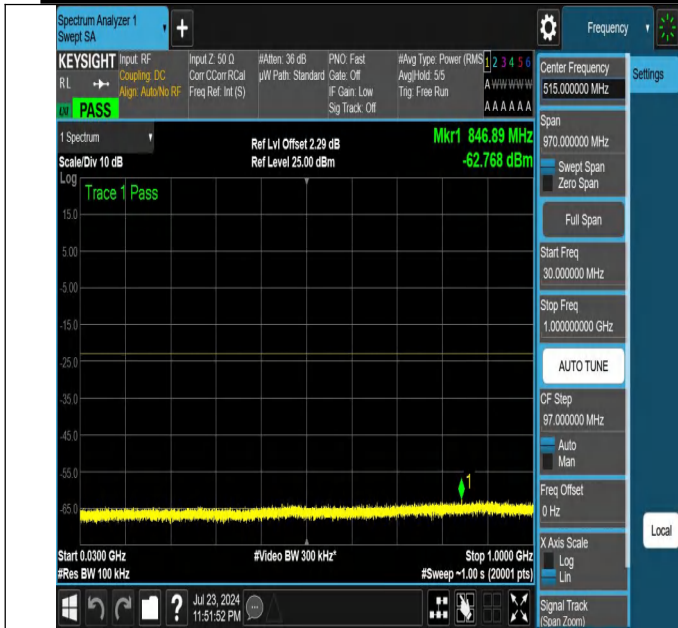 Spectrum Analyzer 1
Swept SA
+
Frequency
KEYSIGHT
RL
PASS
Input: RF
Coupling: DC
Align: Auto/No RF
Input Z: 50 Ω
Corr CCorr RCal
Freq Ref: Int (S)
#Atten: 36 dB
µW Path: Standard
PNO: Fast
Gate: Off
IF Gain: Low
Sig Track: Off
#Avg Type: Power (RMS
Avg|Hold: 5/5
Trig: Free Run
1 2 3 4 5 6
A W W W W W
A A A A A A
1 Spectrum
Scale/Div 10 dB
Ref Lvl Offset 2.29 dB
Ref Level 25.00 dBm
Mkr1 846.89 MHz
-62.768 dBm
Log
Trace 1 Pass
15.0
5.00
-5.00
-15.0
-25.0
-35.0
-45.0
-55.0
-65.0
1
Start 0.0300 GHz
#Res BW 100 kHz
#Video BW 300 kHz*
Stop 1.0000 GHz
#Sweep ~1.00 s (20001 pts)
Jul 23, 2024
11:51:52 PM
?
Center Frequency
515.000000 MHz
Settings
Span
970.000000 MHz
Swept Span
Zero Span
Full Span
Start Freq
30.000000 MHz
Stop Freq
1.000000000 GHz
AUTO TUNE
CF Step
97.000000 MHz
Auto
Man
Freq Offset
0 Hz
Local
X Axis Scale
Log
Lin
Signal Track
(Span Zoom)